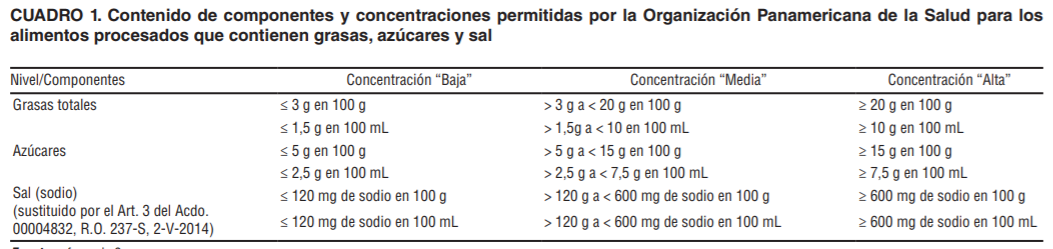 CUADRO 1. Contenido de componentes y concentraciones permitidas por la Organización Panamericana de la Salud para los
alimentos procesados que contienen grasas, azúcares y sal
Nivel/Componentes Concentración “Baja” Concentración “Media” Concentración “Alta”
Grasas totales ≤ 3 g en 100 g > 3 g a < 20 g en 100 g ≥ 20 g en 100 g
≤ 1,5 g en 100 mL > 1,5g a < 10 en 100 mL ≥ 10 g en 100 mL
Azúcares ≤ 5 g en 100 g > 5 g a < 15 g en 100 g ≥ 15 g en 100 g
≤ 2,5 g en 100 mL > 2,5 g a < 7,5 g en 100 mL ≥ 7,5 g en 100 mL
Sal (sodio) ≤ 120 mg de sodio en 100 g > 120 g a < 600 mg de sodio en 100 g ≥ 600 mg de sodio en 100 g
(sustituido por el Art. 3 del Acdo.
00004832, R.O. 237-S, 2-V-2014) ≤ 120 mg de sodio en 100 mL > 120 g a < 600 mg de sodio en 100 mL ≥ 600 mg de sodio en 100 mL